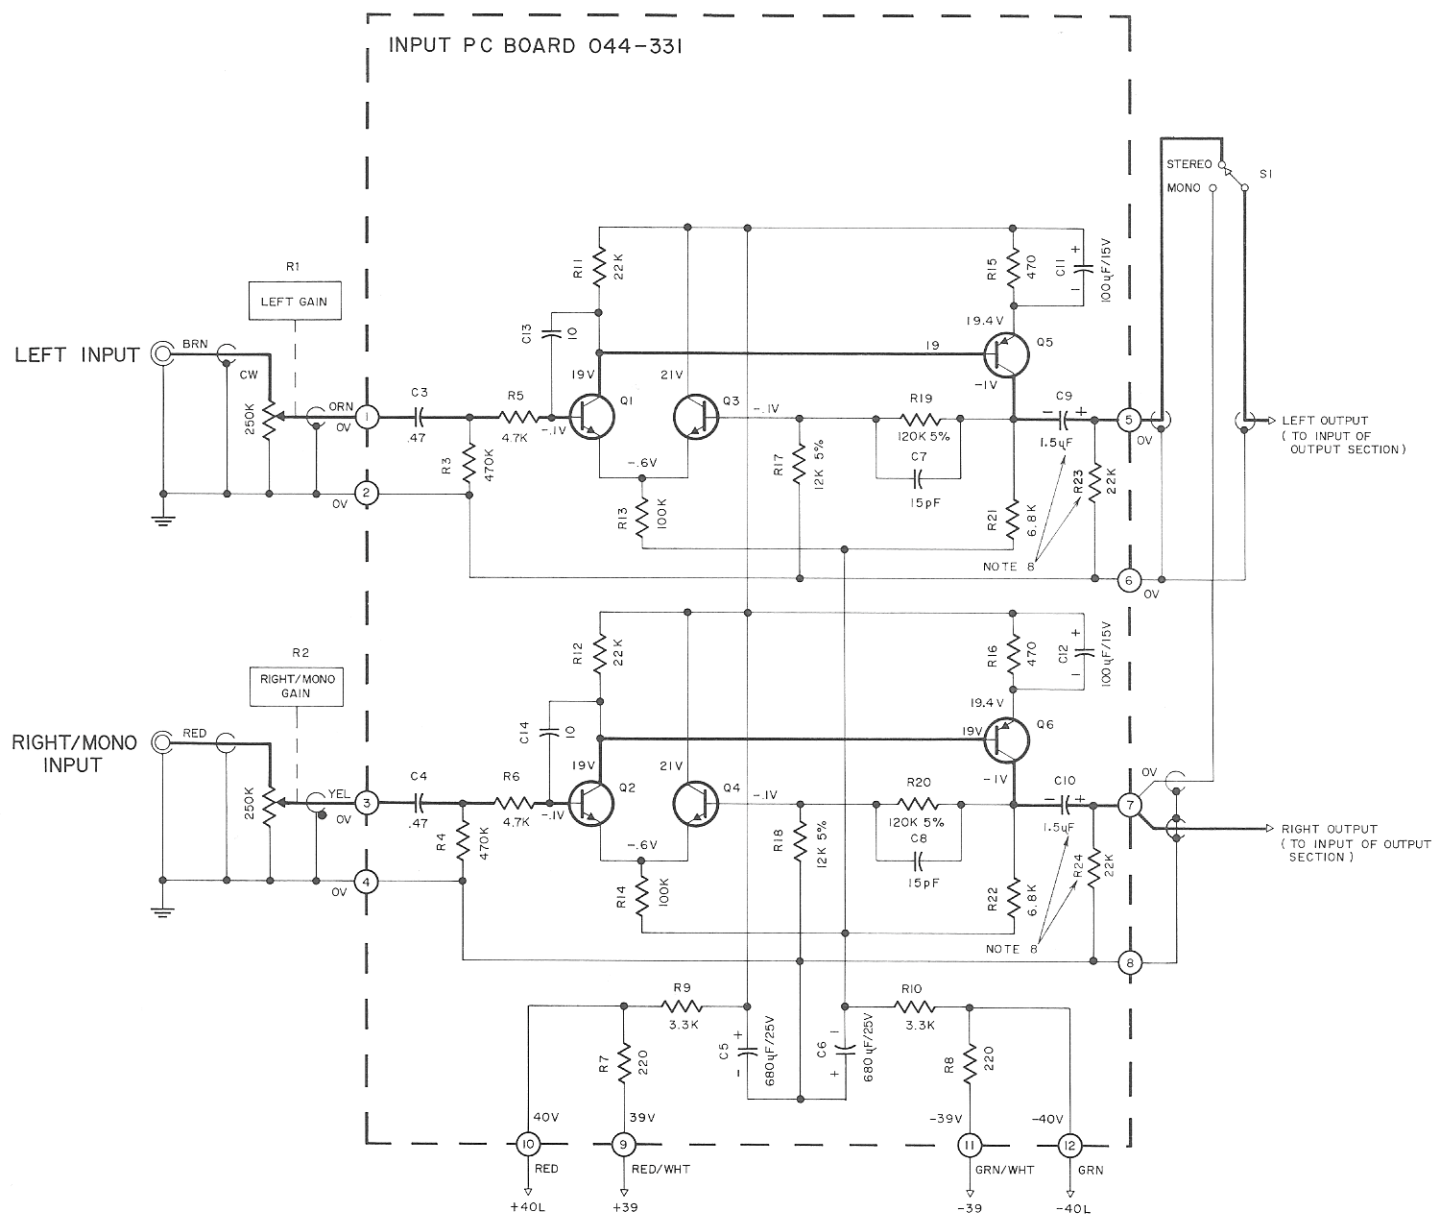 INPUT PC BOARD 044-331
STEREO
MONO
S1
R11
22K
R15
470
C11
100µF/15V
+
-
R1
LEFT GAIN
C13
10
19.4V
Q5
19
-1V
LEFT INPUT
BRN
CW
250K
ORN
0V
1
C3
.47
R5
4.7K
-.1V
19V
Q1
21V
Q3
-.1V
R19
120K 5%
C7
15pF
C9
- +
1.5µF
5
0V
LEFT OUTPUT
(TO INPUT OF
OUTPUT SECTION)
R3
470K
R17
12K 5%
R23
22K
2
0V
-.6V
R13
100K
R21
6.8K
NOTE 8
6
0V
R12
22K
R16
470
C12
100µF/15V
+
-
R2
RIGHT/MONO
GAIN
C14
10
19.4V
Q6
19V
-1V
RIGHT/MONO
INPUT
RED
250K
YEL
0V
3
C4
.47
R6
4.7K
-.1V
19V
Q2
21V
Q4
-.1V
R20
120K 5%
C8
15pF
C10
- +
1.5µF
0V
7
RIGHT OUTPUT
(TO INPUT OF OUTPUT
SECTION)
R4
470K
R18
12K 5%
R24
22K
4
0V
-.6V
R14
100K
R22
6.8K
NOTE 8
8
R9
3.3K
R10
3.3K
R7
220
C5
680µF/25V
+
-
C6
680µF/25V
-
+
R8
220
40V
39V
-39V
-40V
10
9
11
12
RED
RED/WHT
GRN/WHT
GRN
+40L
+39
-39
-40L